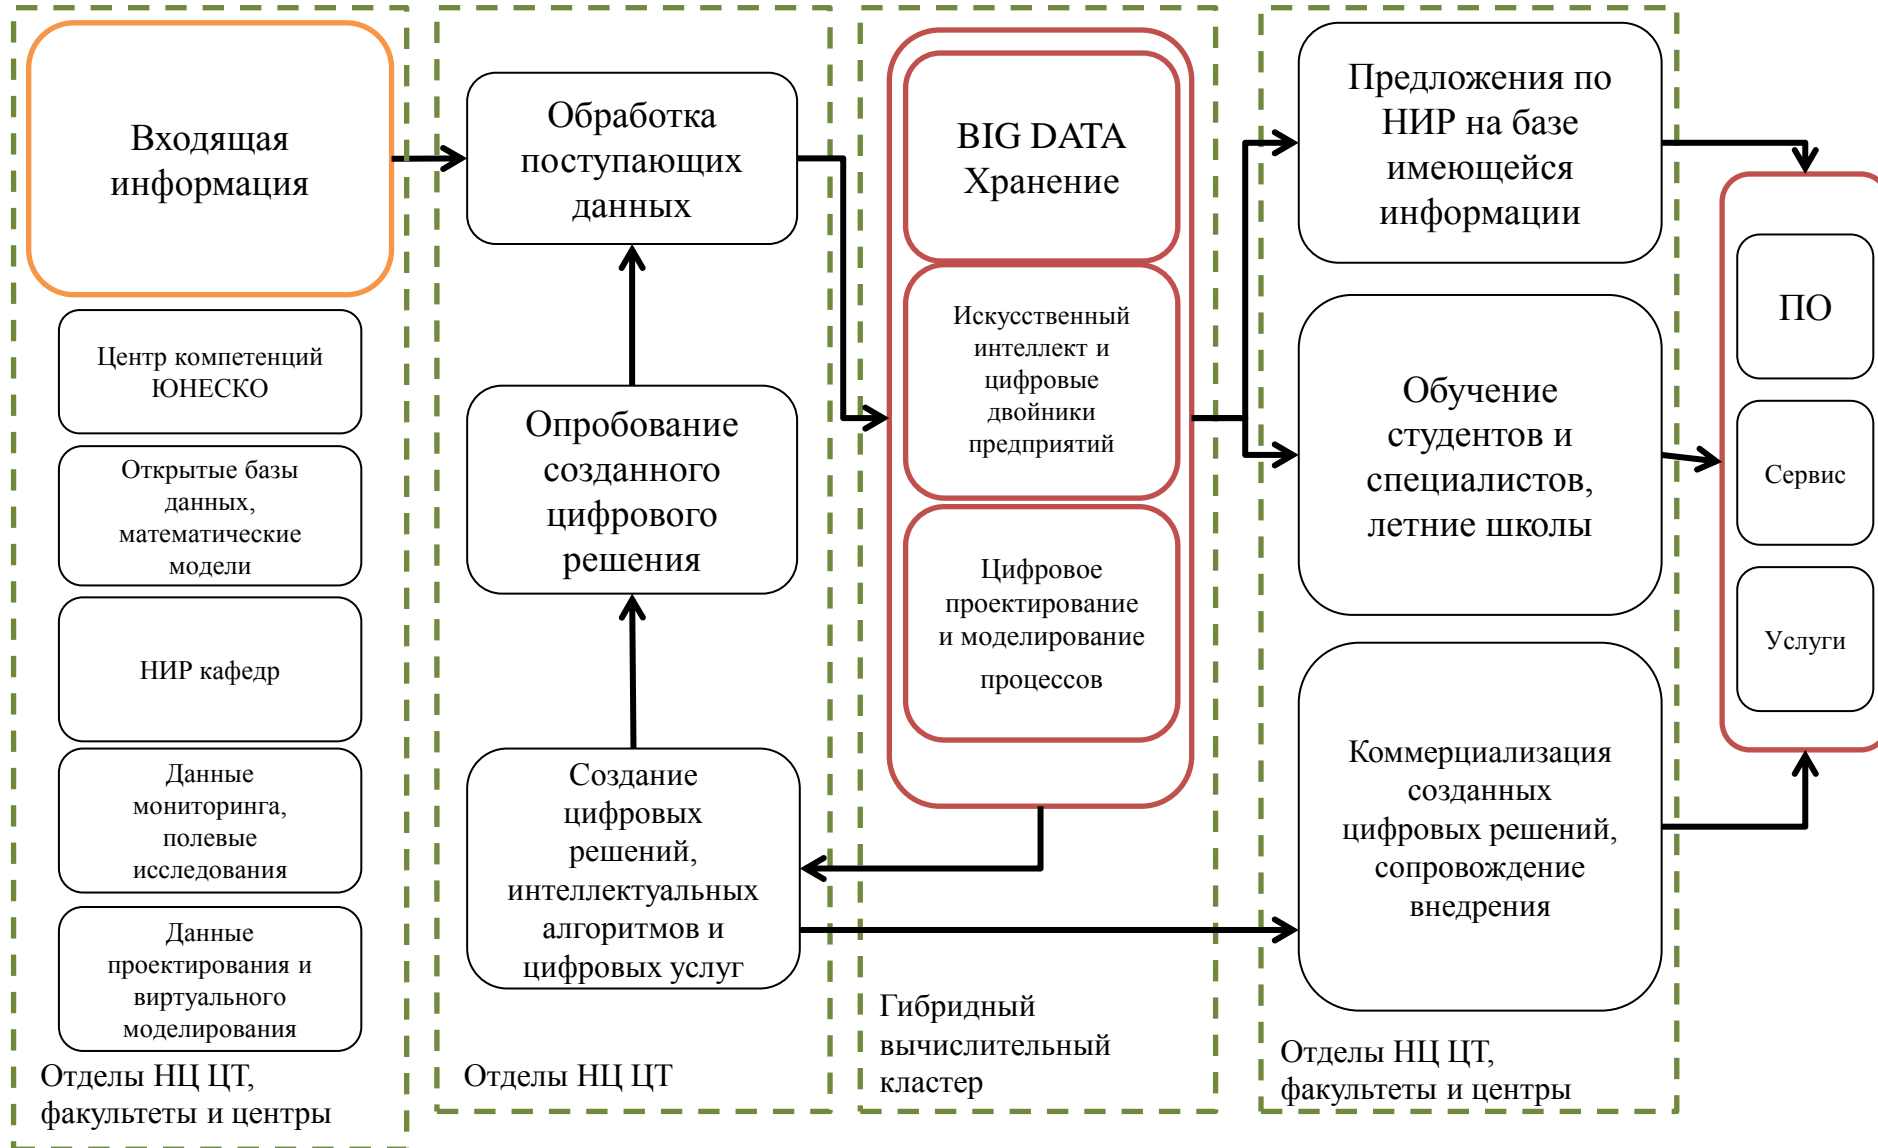 Входящая
информация
Центр компетенций
ЮНЕСКО
Открытые базы
данных,
математические
модели
НИР кафедр
Данные
мониторинга,
полевые
исследования
Данные
проектирования и
виртуального
моделирования
Отделы НЦ ЦТ,
факультеты и центры
Обработка
поступающих
данных
Опробование
созданного
цифрового
решения
Создание
цифровых
решений,
интеллектуальных
алгоритмов и
цифровых услуг
Отделы НЦ ЦТ
BIG DATA
Хранение
Искусственный
интеллект и
цифровые
двойники
предприятий
Цифровое
проектирование
и моделирование
процессов
Гибридный
вычислительный
кластер
Предложения по
НИР на базе
имеющейся
информации
Обучение
студентов и
специалистов,
летние школы
Коммерциализация
созданных
цифровых решений,
сопровождение
внедрения
Отделы НЦ ЦТ,
факультеты и центры
ПО
Сервис
Услуги